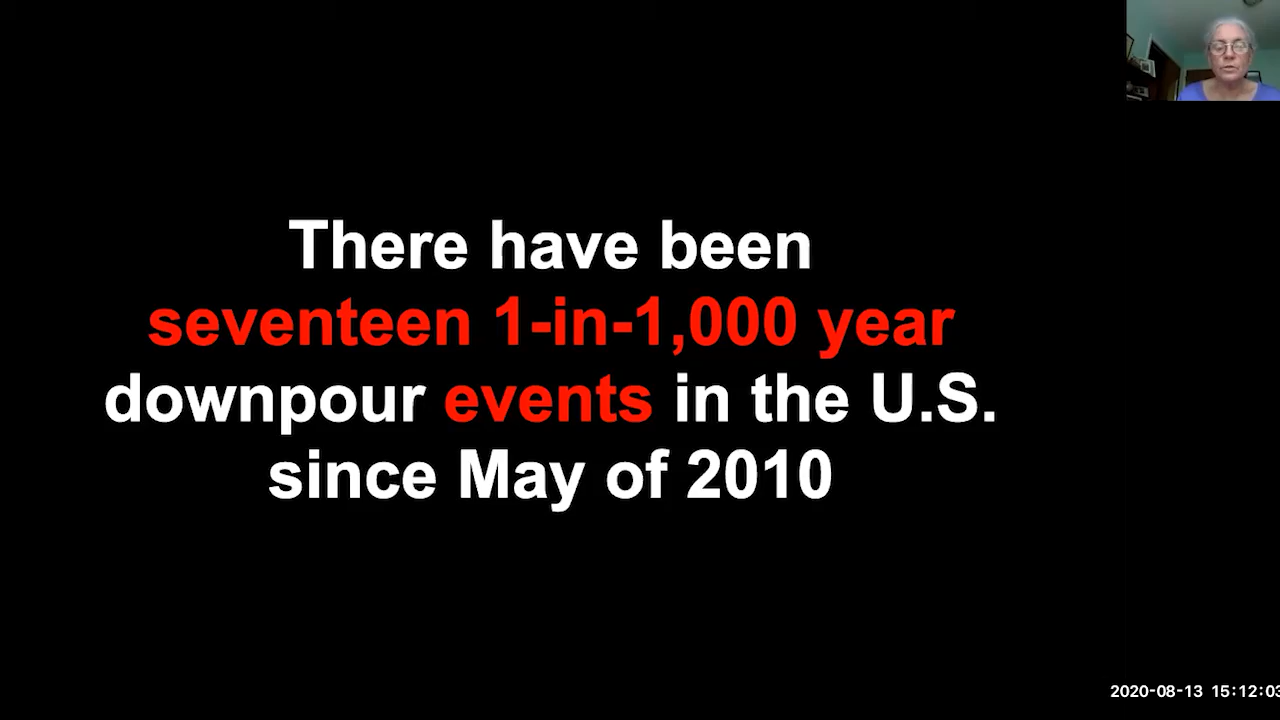 There have been
seventeen 1-in-1,000 year
downpour events in the U.S.
since May of 2010
2020-08-13 15:12:03